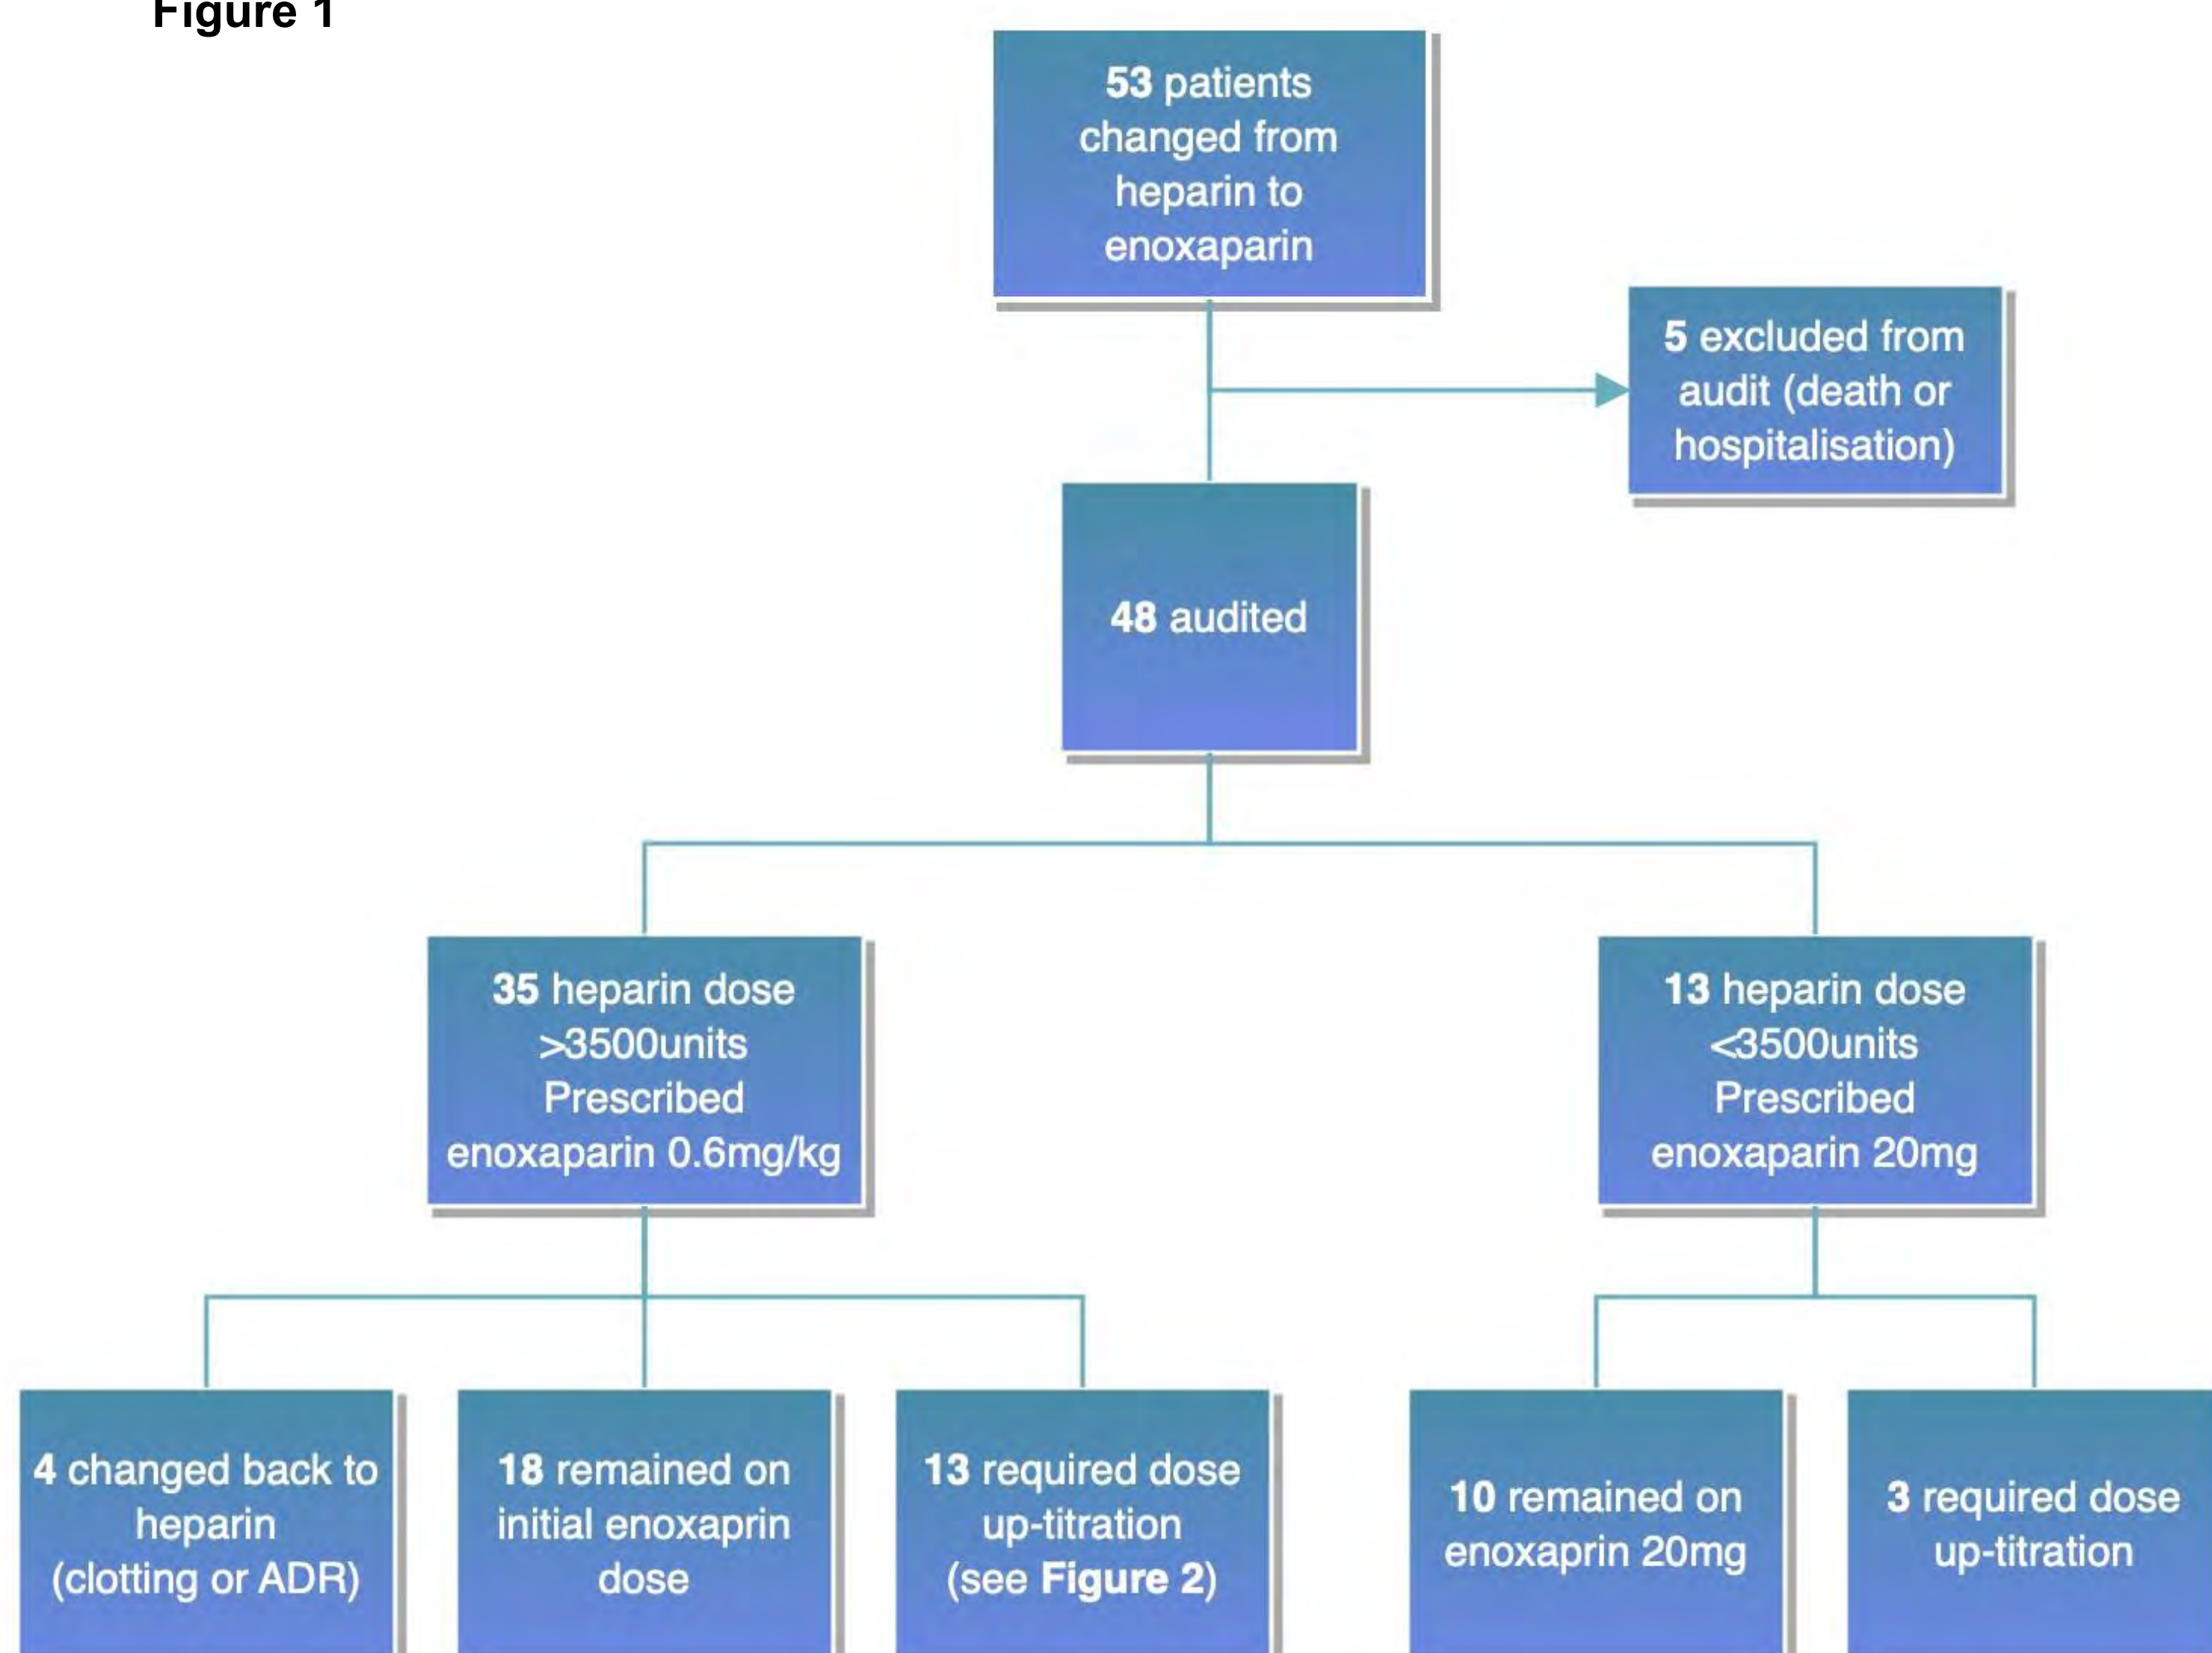 Figure 1
53 patients
changed from
heparin to
enoxaparin
5 excluded from
audit (death or
hospitalisation)
48 audited
35 heparin dose
>3500units
Prescribed
enoxaparin 0.6mg/kg
13 heparin dose
<3500units
Prescribed
enoxaparin 20mg
4 changed back to
heparin
(clotting or ADR)
18 remained on
initial enoxaprin
dose
13 required dose
up-titration
(see Figure 2)
10 remained on
enoxaprin 20mg
3 required dose
up-titration